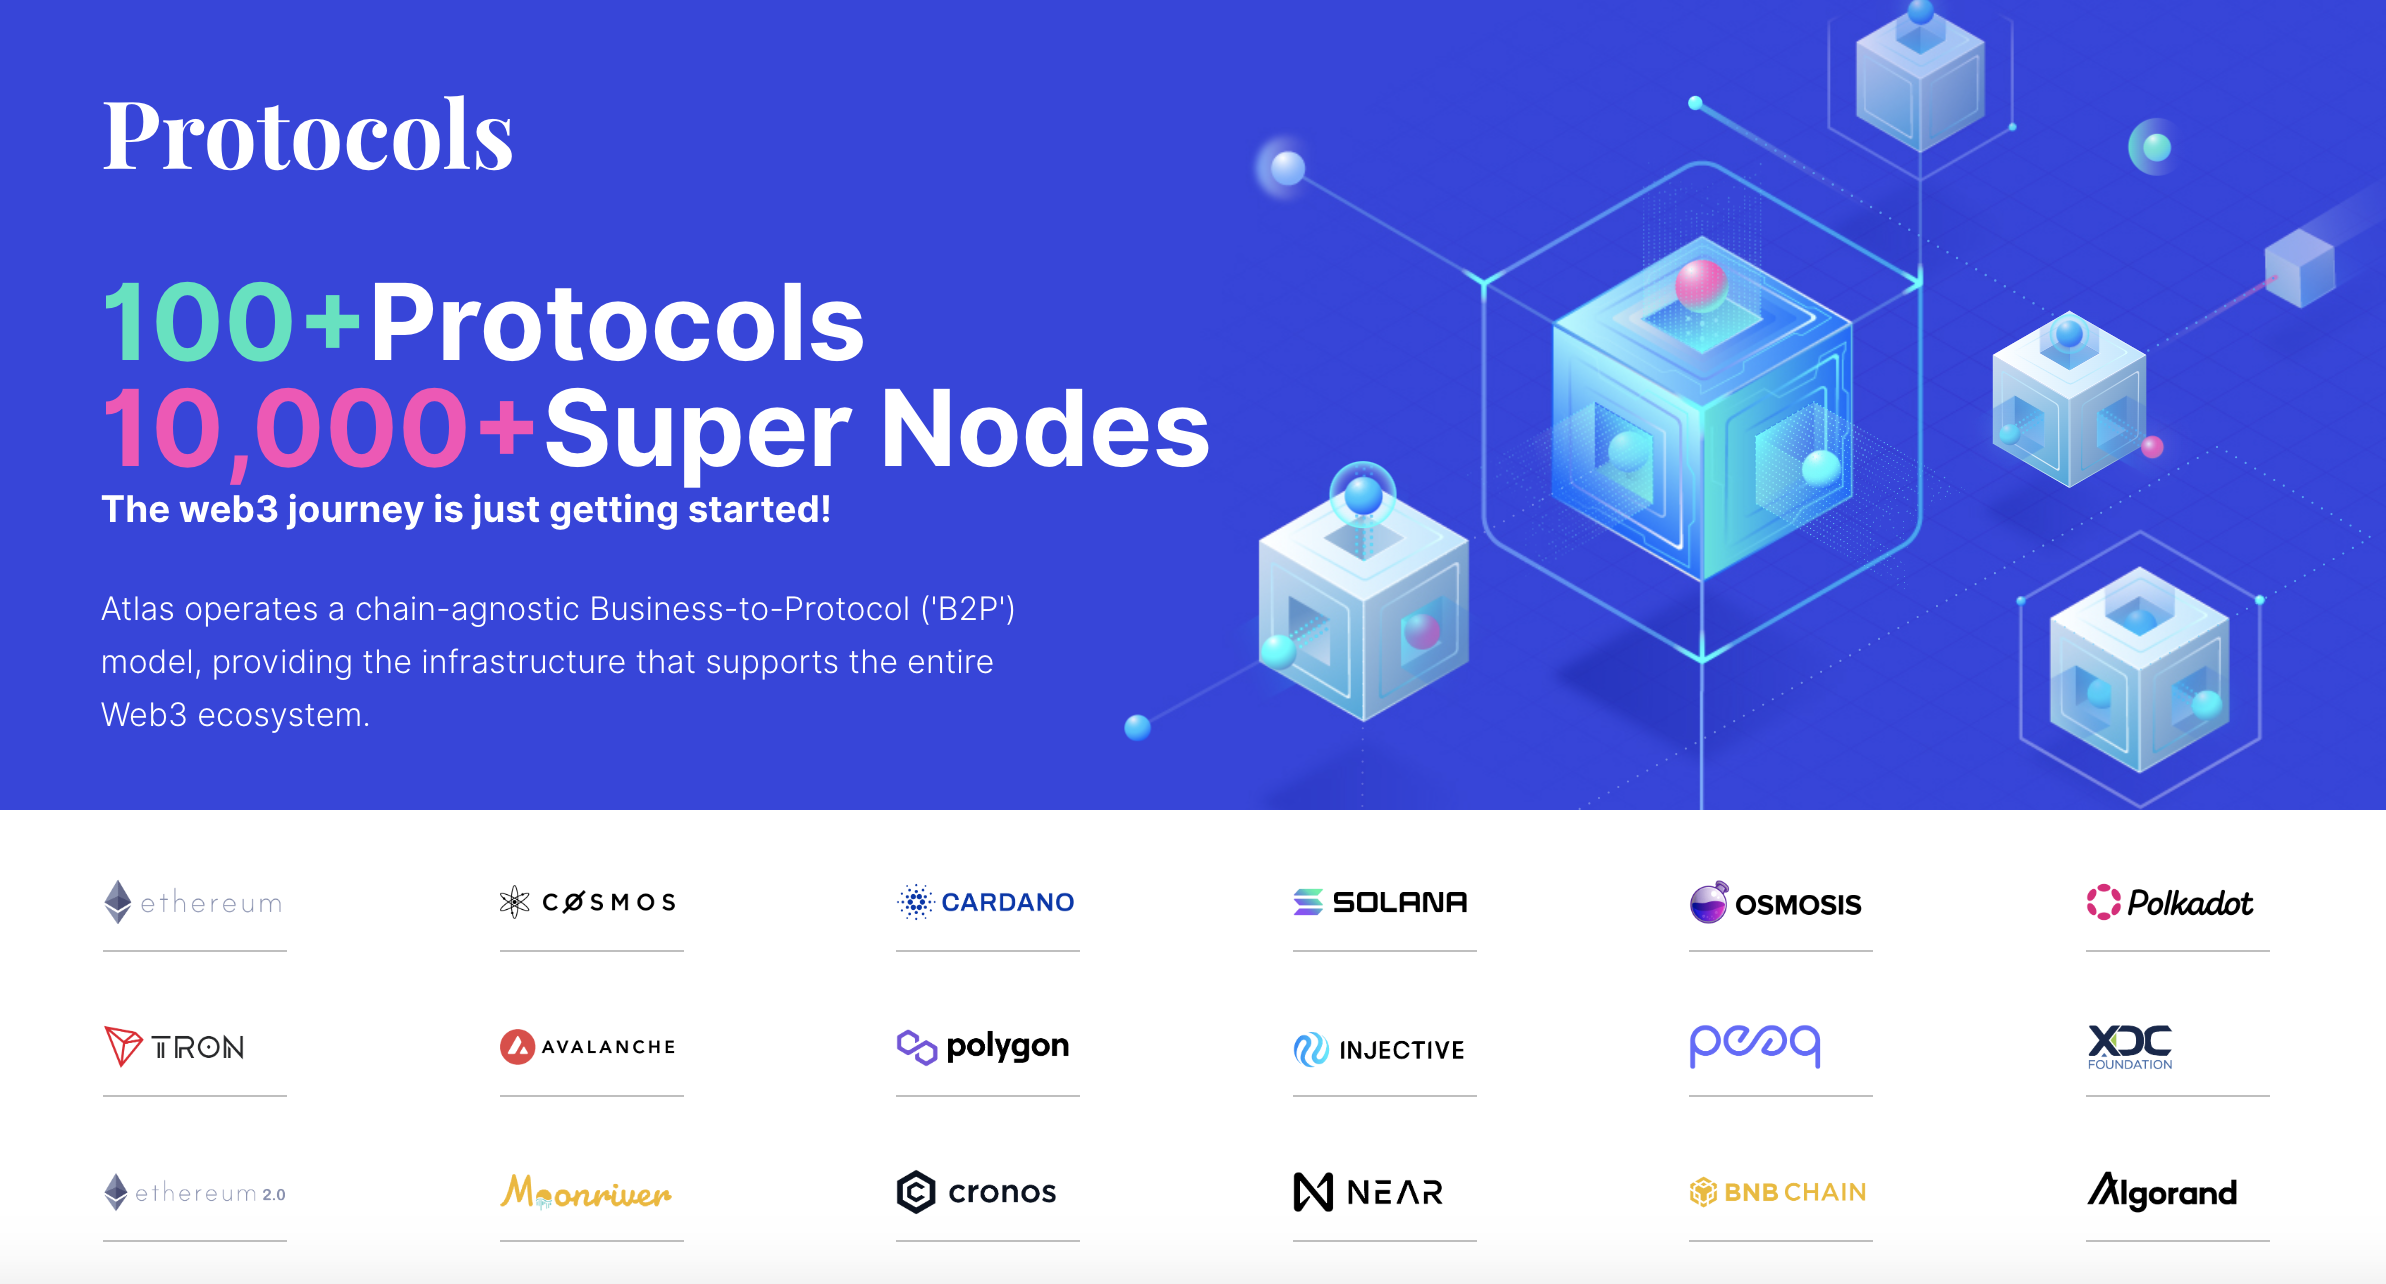 Protocols
100+Protocols
10,000+Super Nodes
The web3 journey is just getting started!
Atlas operates a chain-agnostic Business-to-Protocol ('B2P')
model, providing the infrastructure that supports the entire
Web3 ecosystem.
ethereum
CØSMOS
CARDANO
SOLANA
OSMOSIS
Polkadot
TRON
AVALANCHE
polygon
INJECTIVE
peaq
XDC
FOUNDATION
ethereum 2.0
Moonriver
cronos
NEAR
BNB CHAIN
Algorand